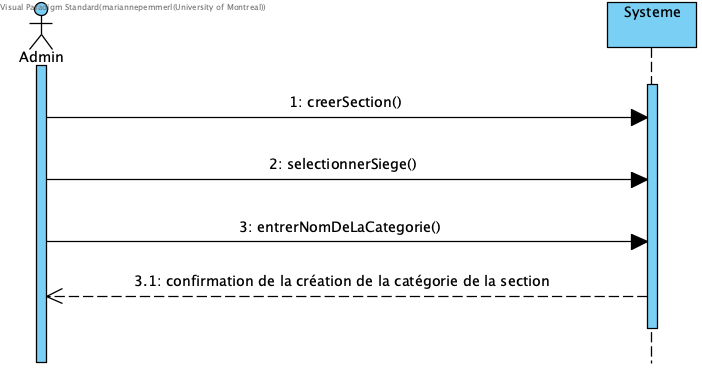 Visual Paradigm Standard(mariannepemmerl(University of Montreal))
Systeme
Admin
1: creerSection()
2: selectionnerSiege()
3: entrerNomDeLaCategorie()
3.1: confirmation de la création de la catégorie de la section